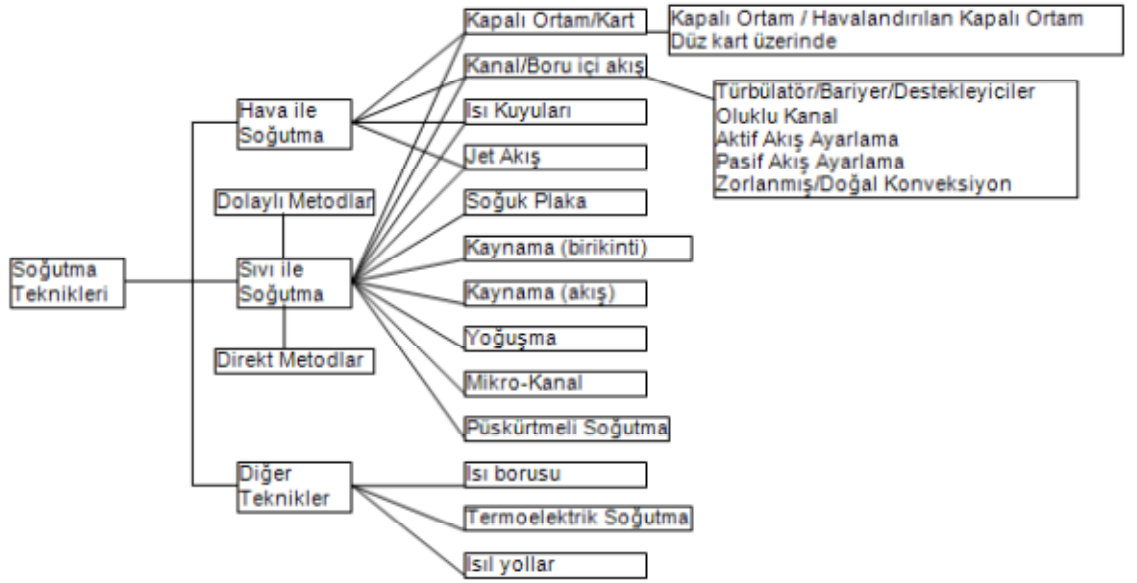 Soğutma
Teknikleri
Hava ile
Soğutma
Dolaylı Metodlar
Sıvı ile
Soğutma
Direkt Metodlar
Diğer
Teknikler
Kapalı Ortam/Kart
Kanal/Boru içi akış
Isı Kuyuları
Jet Akış
Soğuk Plaka
Kaynama (birikinti)
Kaynama (akış)
Yoğuşma
Mikro-Kanal
Püskürtmeli Soğutma
Isı borusu
Termoelektrik Soğutma
Isıl yollar
Kapalı Ortam / Havalandırılan Kapalı Ortam
Düz kart üzerinde
Türbülatör/Bariyer/Destekleyiciler
Oluklu Kanal
Aktif Akış Ayarlama
Pasif Akış Ayarlama
Zorlanmış/Doğal Konveksiyon